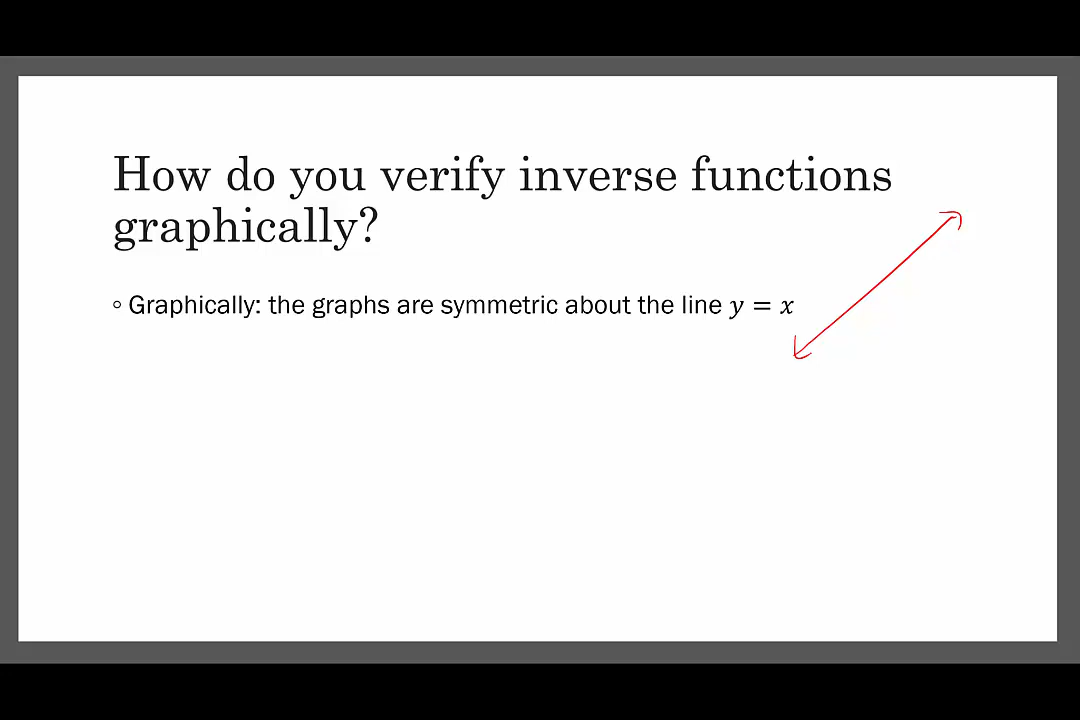 How do you verify inverse functions
graphically?
◦ Graphically: the graphs are symmetric about the line 𝑦 = 𝑥